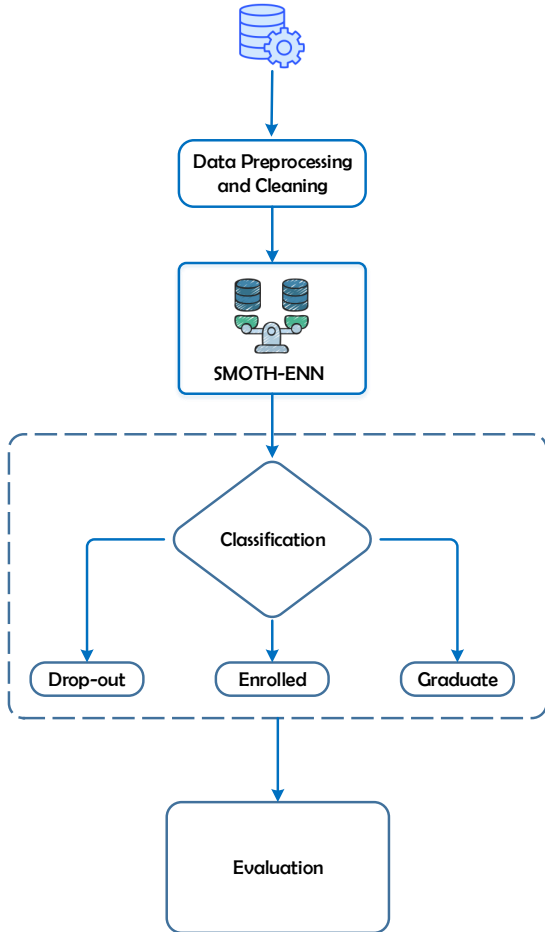 Data Preprocessing
and Cleaning
SMOTH-ENN
Classification
Drop-out
Enrolled
Graduate
Evaluation